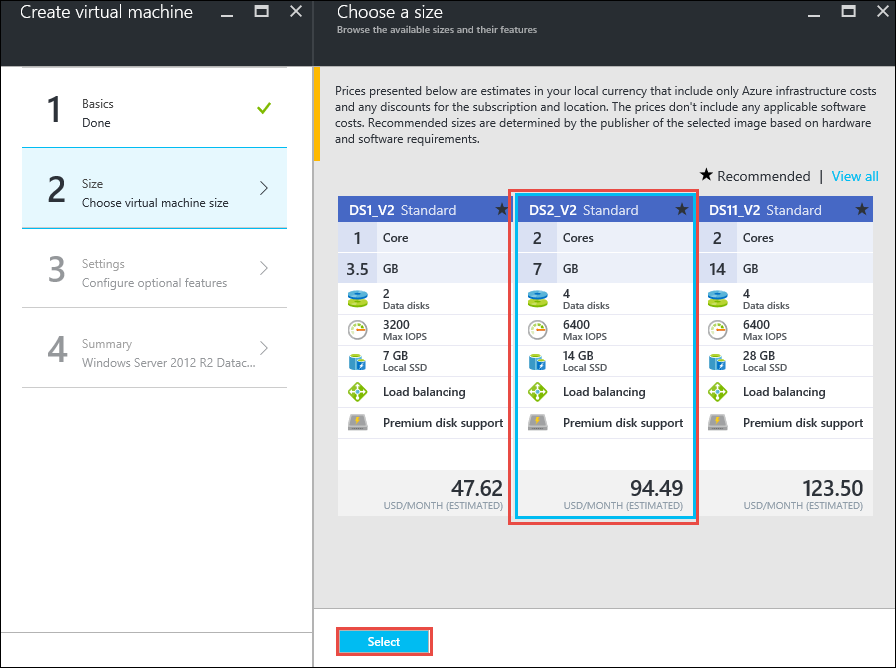 Create virtual machine
Choose a size
Browse the available sizes and their features
1
Basics
Done
2
Size
Choose virtual machine size
3
Settings
Configure optional features
4
Summary
Windows Server 2012 R2 Datac...
Prices presented below are estimates in your local currency that include only Azure infrastructure costs
and any discounts for the subscription and location. The prices don't include any applicable software
costs. Recommended sizes are determined by the publisher of the selected image based on hardware
and software requirements.
★ Recommended | View all
DS1_V2 Standard ★
1 Core
3.5 GB
2
Data disks
3200
Max IOPS
7 GB
Local SSD
Load balancing
Premium disk support
47.62
USD/MONTH (ESTIMATED)
DS2_V2 Standard ★
2 Cores
7 GB
4
Data disks
6400
Max IOPS
14 GB
Local SSD
Load balancing
Premium disk support
94.49
USD/MONTH (ESTIMATED)
DS11_V2 Standard ★
2 Cores
14 GB
4
Data disks
6400
Max IOPS
28 GB
Local SSD
Load balancing
Premium disk support
123.50
USD/MONTH (ESTIMATED)
Select